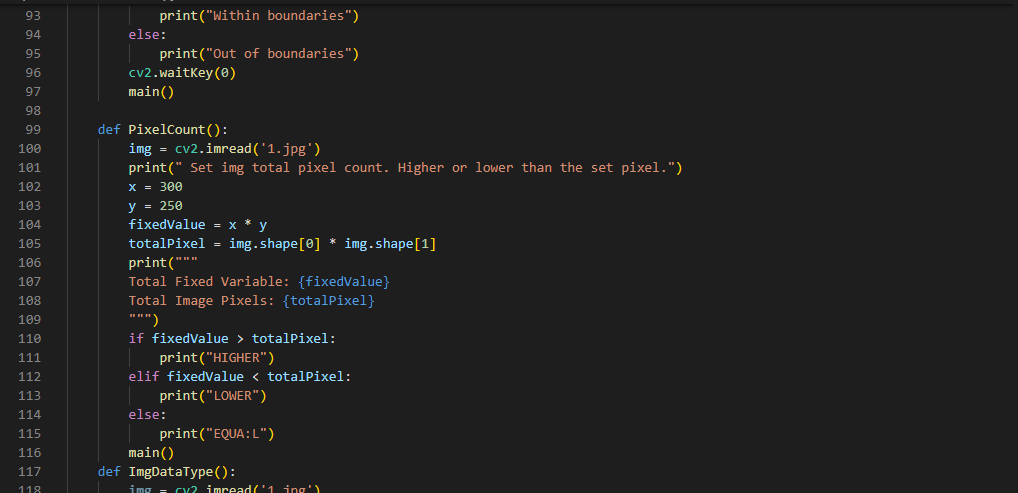 93 print("Within boundaries")
94 else:
95 print("Out of boundaries")
96 cv2.waitKey(0)
97 main()
98
99 def PixelCount():
100 img = cv2.imread('1.jpg')
101 print(" Set img total pixel count. Higher or lower than the set pixel.")
102 x = 300
103 y = 250
104 fixedValue = x * y
105 totalPixel = img.shape[0] * img.shape[1]
106 print("""
107 Total Fixed Variable: {fixedValue}
108 Total Image Pixels: {totalPixel}
109 """)
110 if fixedValue > totalPixel:
111 print("HIGHER")
112 elif fixedValue < totalPixel:
113 print("LOWER")
114 else:
115 print("EQUA:L")
116 main()
117 def ImgDataType():
118 img = cv2.imread('1.jpg')